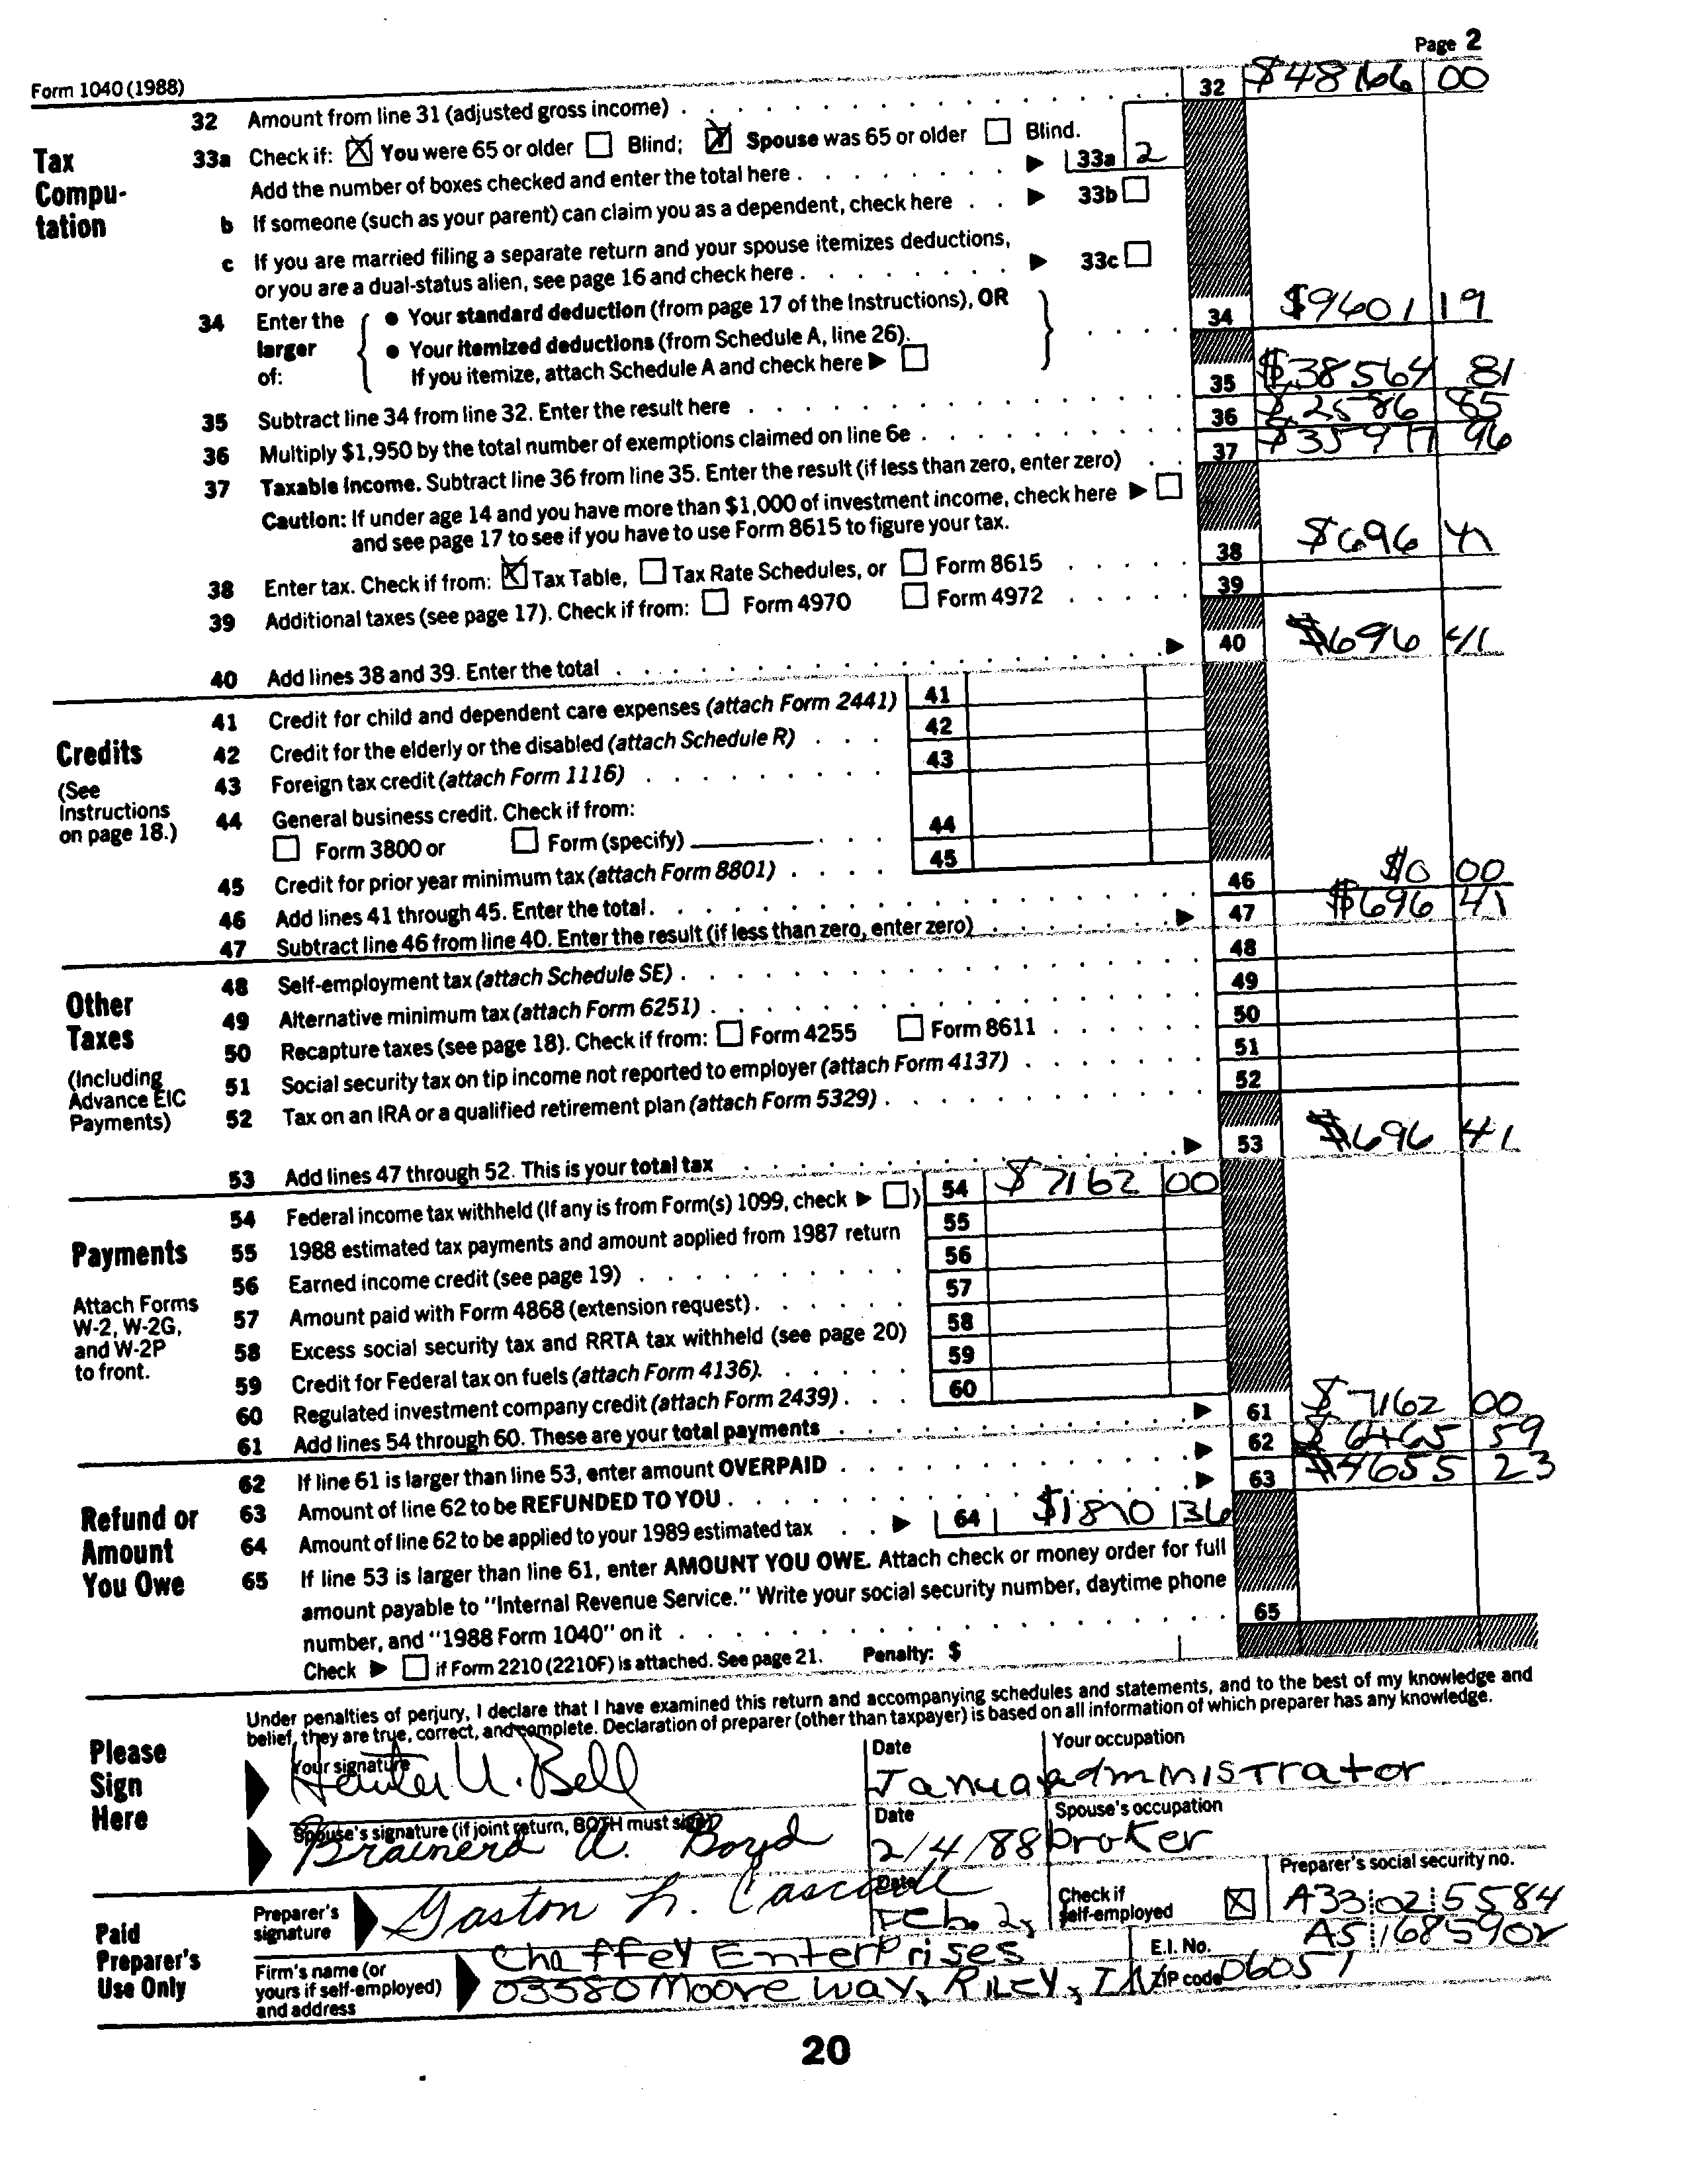 Page 2
Form 1040 (1988)
32 Amount from line 31 (adjusted gross income) 32 $48166 00
Tax Compu-tation
33a Check if: X You were 65 or older Blind; X Spouse was 65 or older Blind.
Add the number of boxes checked and enter the total here 33a 2
b If someone (such as your parent) can claim you as a dependent, check here 33b
c If you are married filing a separate return and your spouse itemizes deductions,
or you are a dual-status alien, see page 16 and check here 33c
34 Enter the larger of:
● Your standard deduction (from page 17 of the Instructions), OR
● Your itemized deductions (from Schedule A, line 26).
If you itemize, attach Schedule A and check here
34 $9601 19
35 Subtract line 34 from line 32. Enter the result here 35 $38564 81
36 Multiply $1,950 by the total number of exemptions claimed on line 6e 36 $2586 85
37 Taxable income. Subtract line 36 from line 35. Enter the result (if less than zero, enter zero) 37 $35977 96
Caution: If under age 14 and you have more than $1,000 of investment income, check here
and see page 17 to see if you have to use Form 8615 to figure your tax.
38 Enter tax. Check if from: X Tax Table, Tax Rate Schedules, or Form 8615 38 $696 41
39 Additional taxes (see page 17). Check if from: Form 4970 Form 4972 39
40 Add lines 38 and 39. Enter the total 40 $696 41
Credits
(See Instructions on page 18.)
41 Credit for child and dependent care expenses (attach Form 2441) 41
42 Credit for the elderly or the disabled (attach Schedule R) 42
43 Foreign tax credit (attach Form 1116) 43
44 General business credit. Check if from:
Form 3800 or Form (specify) 44
45 Credit for prior year minimum tax (attach Form 8801) 45
46 Add lines 41 through 45. Enter the total. 46 $0 00
47 Subtract line 46 from line 40. Enter the result (if less than zero, enter zero) 47 $696 41
Other Taxes
(Including Advance EIC Payments)
48 Self-employment tax (attach Schedule SE) 48
49 Alternative minimum tax (attach Form 6251) 49
50 Recapture taxes (see page 18). Check if from: Form 4255 Form 8611 50
51 Social security tax on tip income not reported to employer (attach Form 4137) 51
52 Tax on an IRA or a qualified retirement plan (attach Form 5329) 52
53 Add lines 47 through 52. This is your total tax 53 $696 41
Payments
Attach Forms W-2, W-2G, and W-2P to front.
54 Federal income tax withheld (If any is from Form(s) 1099, check ) 54 $7162 00
55 1988 estimated tax payments and amount applied from 1987 return 55
56 Earned income credit (see page 19) 56
57 Amount paid with Form 4868 (extension request) 57
58 Excess social security tax and RRTA tax withheld (see page 20) 58
59 Credit for Federal tax on fuels (attach Form 4136) 59
60 Regulated investment company credit (attach Form 2439) 60
61 Add lines 54 through 60. These are your total payments 61 $7162 00
Refund or Amount You Owe
62 If line 61 is larger than line 53, enter amount OVERPAID 62 $6465 59
63 Amount of line 62 to be REFUNDED TO YOU 63 $4655 23
64 Amount of line 62 to be applied to your 1989 estimated tax 64 $1810 36
65 If line 53 is larger than line 61, enter AMOUNT YOU OWE. Attach check or money order for full
amount payable to "Internal Revenue Service." Write your social security number, daytime phone
number, and "1988 Form 1040" on it 65
Check if Form 2210 (2210F) is attached. See page 21. Penalty: $
Please Sign Here
Under penalties of perjury, I declare that I have examined this return and accompanying schedules and statements, and to the best of my knowledge and
belief, they are true, correct, and complete. Declaration of preparer (other than taxpayer) is based on all information of which preparer has any knowledge.
Your signature U. Bell Date Janua Your occupation administrator
Spouse's signature (if joint return, BOTH must sign) Brainerd A. Boyd Date 2/4/88 Spouse's occupation broker
Paid Preparer's Use Only
Preparer's signature Gaston L. Cascade Date Feb. 2, Check if self-employed X Preparer's social security no. A33 02 5584
Firm's name (or yours if self-employed) and address Chaffey Enterprises E.I. No. AS 1685902
03580 Moore Way, Riley, IN ZIP code 06051
20